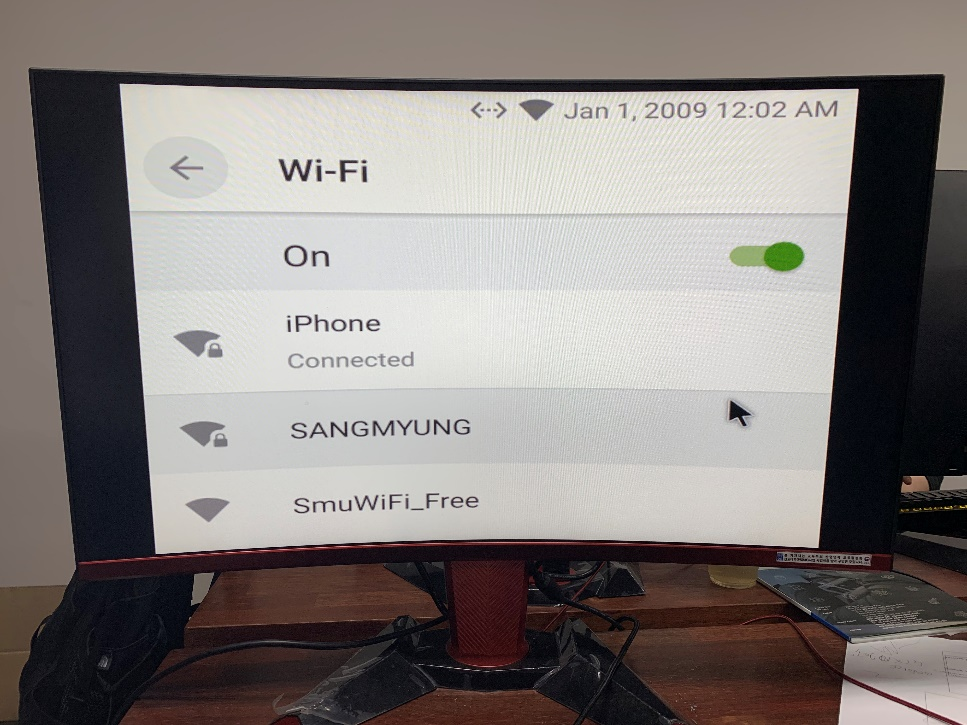 Jan 1, 2009 12:02 AM
Wi-Fi
On
iPhone
Connected
SANGMYUNG
SmuWiFi_Free